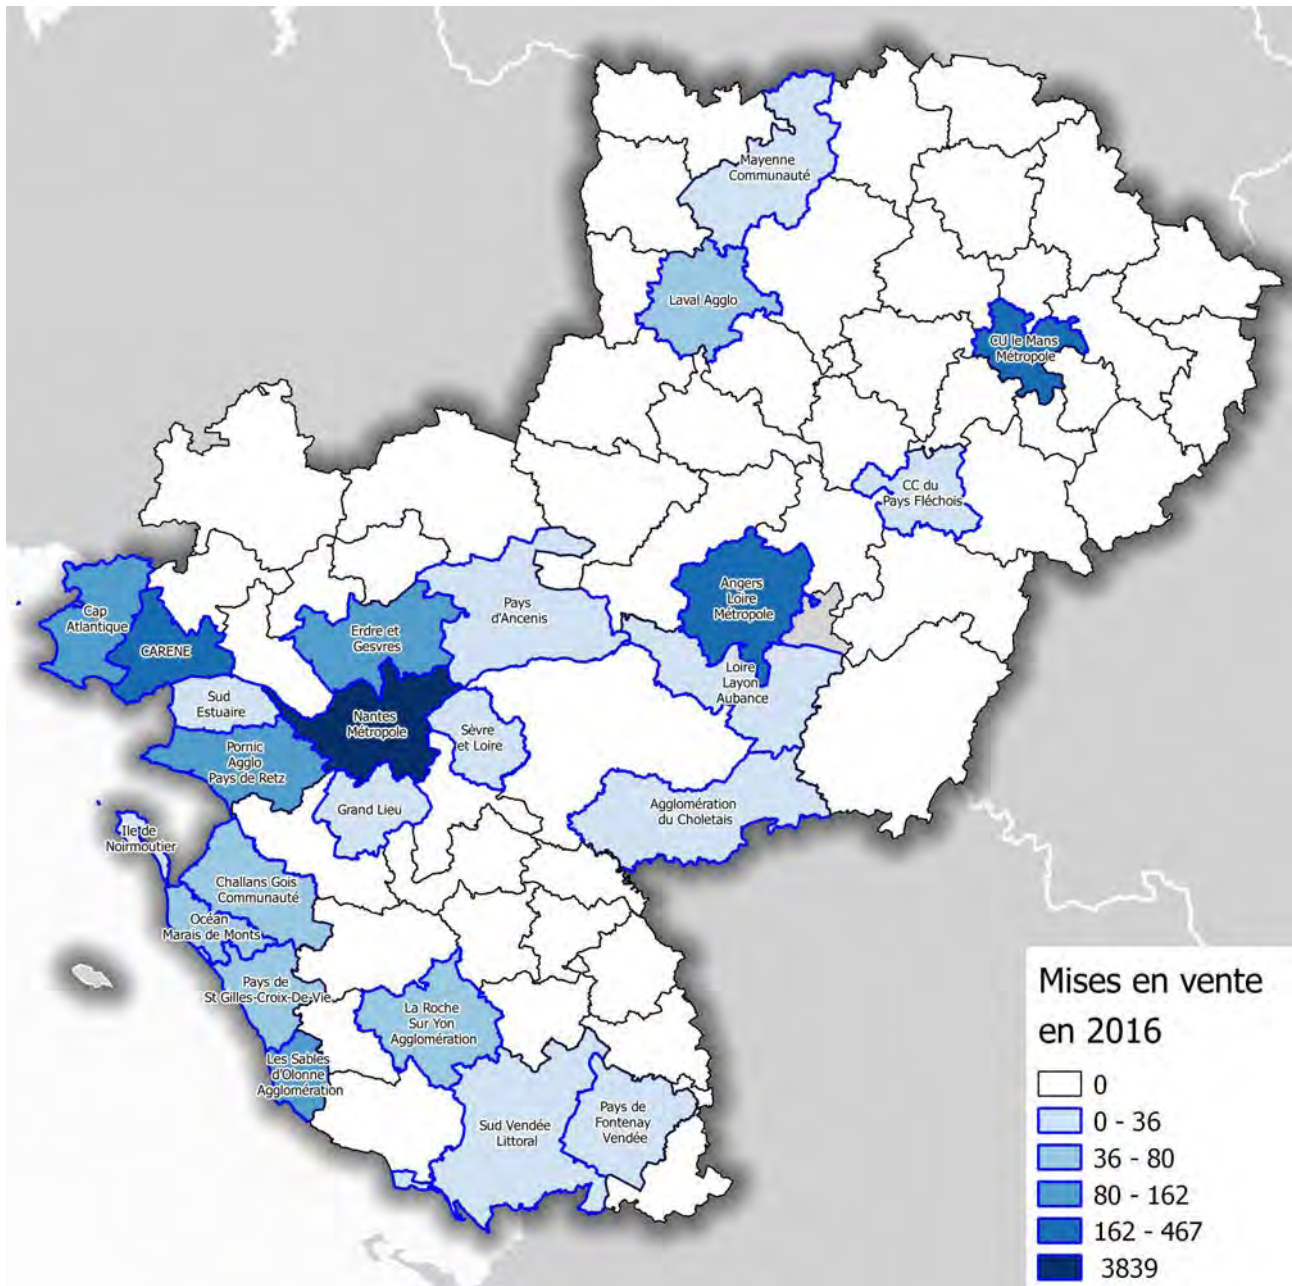 Mayenne
Communauté
Laval Agglo
CU le Mans
Métropole
CC du
Pays Fléchois
Angers
Loire
Métropole
Pays
d'Ancenis
Cap
Atlantique
CARENE
Erdre et
Gesvres
Loire
Layon
Aubance
Sud
Estuaire
Nantes
Métropole
Sèvre
et Loire
Pornic
Agglo
Pays de Retz
Grand Lieu
Agglomération
du Choletais
Ile de
Noirmoutier
Challans Gois
Communauté
Océan
Marais de Monts
Pays de
St Gilles-Croix-De-Vie
La Roche
Sur Yon
Agglomération
Les Sables
d'Olonne
Agglomération
Sud Vendée
Littoral
Pays de
Fontenay
Vendée
Mises en vente
en 2016
0
0 - 36
36 - 80
80 - 162
162 - 467
3839